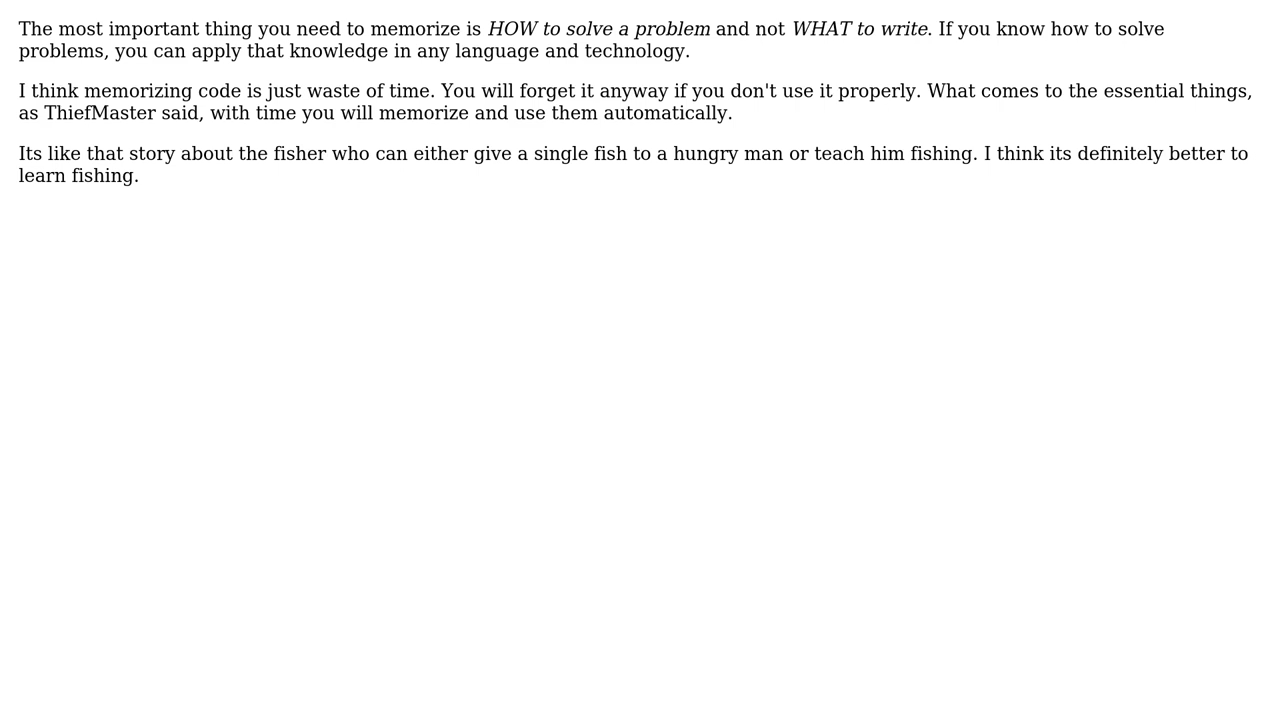 The most important thing you need to memorize is HOW to solve a problem and not WHAT to write. If you know how to solve
problems, you can apply that knowledge in any language and technology.
I think memorizing code is just waste of time. You will forget it anyway if you don't use it properly. What comes to the essential things,
as ThiefMaster said, with time you will memorize and use them automatically.
Its like that story about the fisher who can either give a single fish to a hungry man or teach him fishing. I think its definitely better to
learn fishing.